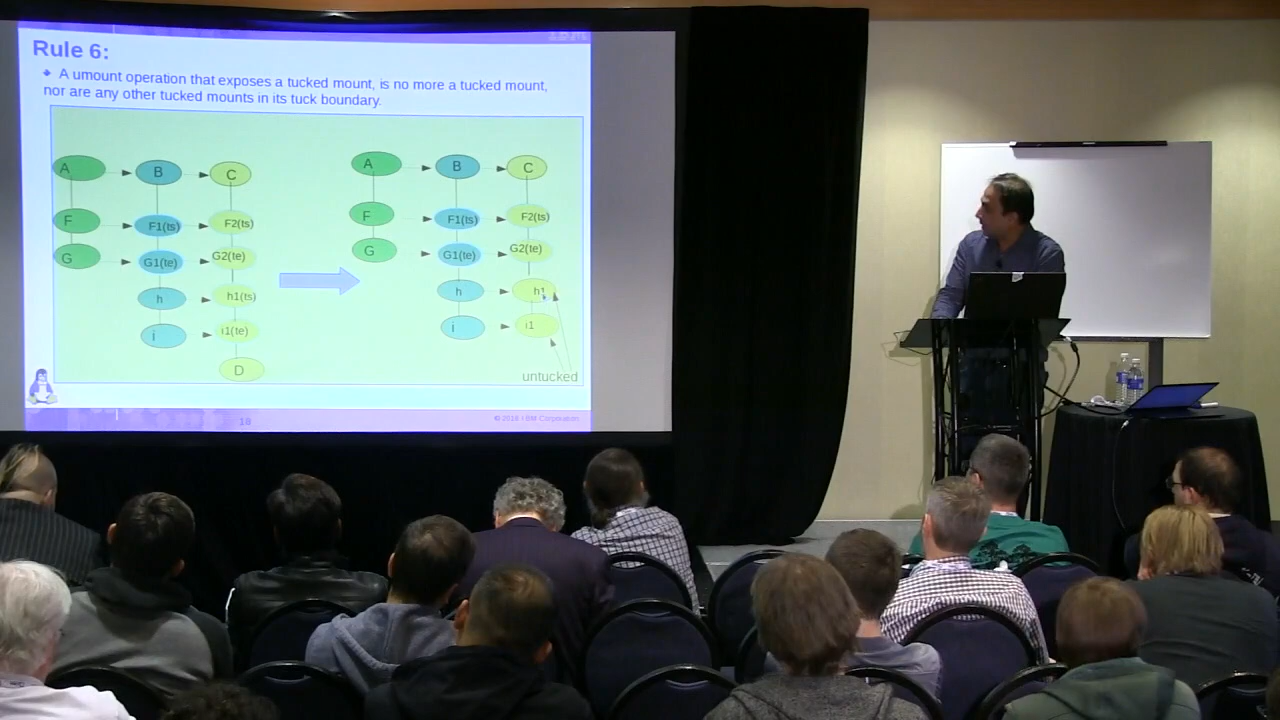 Rule 6:
A umount operation that exposes a tucked mount, is no more a tucked mount,
nor are any other tucked mounts in its tuck boundary.
A B C A B C
F F1(ts) F2(ts) F F1(ts) F2(ts)
G G1(te) G2(te) G G1(te) G2(te)
h h1(ts) h h1
i i1(te) i i1
D
untucked
18
© 2016 IBM Corporation